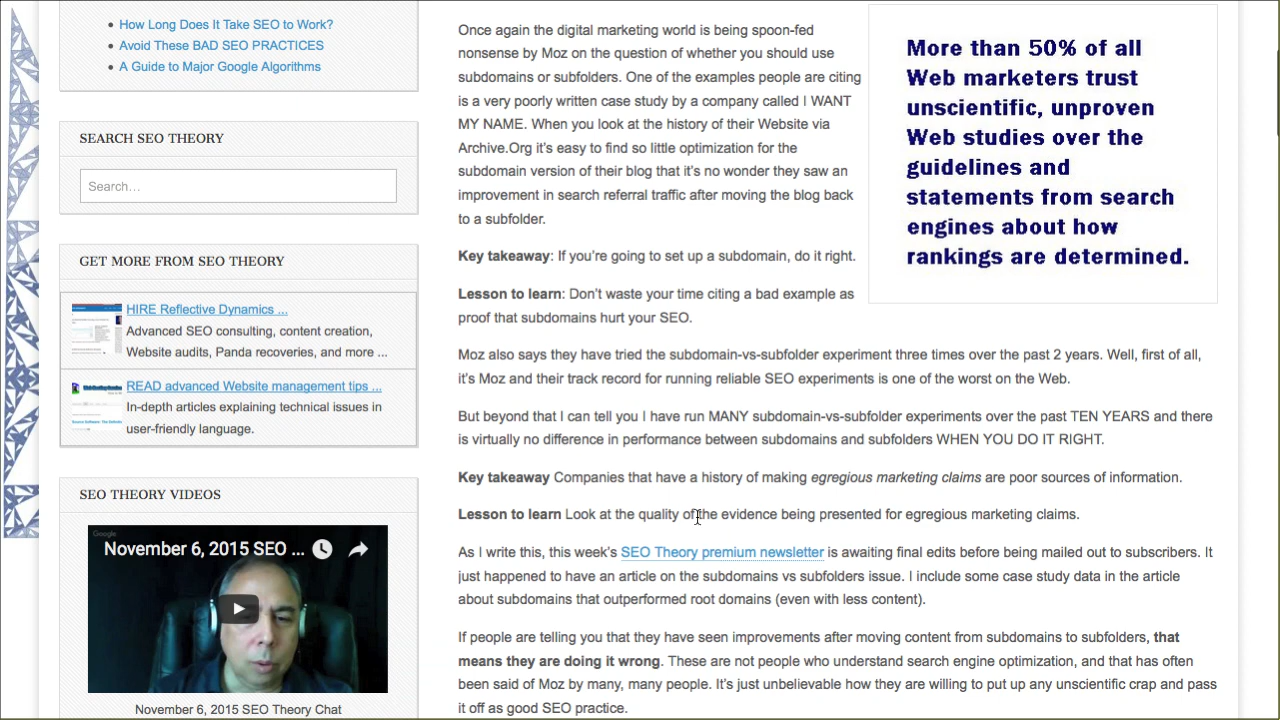 How Long Does It Take SEO to Work?
Avoid These BAD SEO PRACTICES
A Guide to Major Google Algorithms
SEARCH SEO THEORY
Search…
GET MORE FROM SEO THEORY
HIRE Reflective Dynamics ...
Advanced SEO consulting, content creation,
Website audits, Panda recoveries, and more ...
READ advanced Website management tips ...
In-depth articles explaining technical issues in
user-friendly language.
SEO THEORY VIDEOS
Google
November 6, 2015 SEO ...
November 6, 2015 SEO Theory Chat
Once again the digital marketing world is being spoon-fed
nonsense by Moz on the question of whether you should use
subdomains or subfolders. One of the examples people are citing
is a very poorly written case study by a company called I WANT
MY NAME. When you look at the history of their Website via
Archive.Org it’s easy to find so little optimization for the
subdomain version of their blog that it’s no wonder they saw an
improvement in search referral traffic after moving the blog back
to a subfolder.
Key takeaway: If you’re going to set up a subdomain, do it right.
Lesson to learn: Don’t waste your time citing a bad example as
proof that subdomains hurt your SEO.
More than 50% of all
Web marketers trust
unscientific, unproven
Web studies over the
guidelines and
statements from search
engines about how
rankings are determined.
Moz also says they have tried the subdomain-vs-subfolder experiment three times over the past 2 years. Well, first of all,
it’s Moz and their track record for running reliable SEO experiments is one of the worst on the Web.
But beyond that I can tell you I have run MANY subdomain-vs-subfolder experiments over the past TEN YEARS and there
is virtually no difference in performance between subdomains and subfolders WHEN YOU DO IT RIGHT.
Key takeaway Companies that have a history of making egregious marketing claims are poor sources of information.
Lesson to learn Look at the quality of the evidence being presented for egregious marketing claims.
As I write this, this week’s SEO Theory premium newsletter is awaiting final edits before being mailed out to subscribers. It
just happened to have an article on the subdomains vs subfolders issue. I include some case study data in the article
about subdomains that outperformed root domains (even with less content).
If people are telling you that they have seen improvements after moving content from subdomains to subfolders, that
means they are doing it wrong. These are not people who understand search engine optimization, and that has often
been said of Moz by many, many people. It’s just unbelievable how they are willing to put up any unscientific crap and pass
it off as good SEO practice.